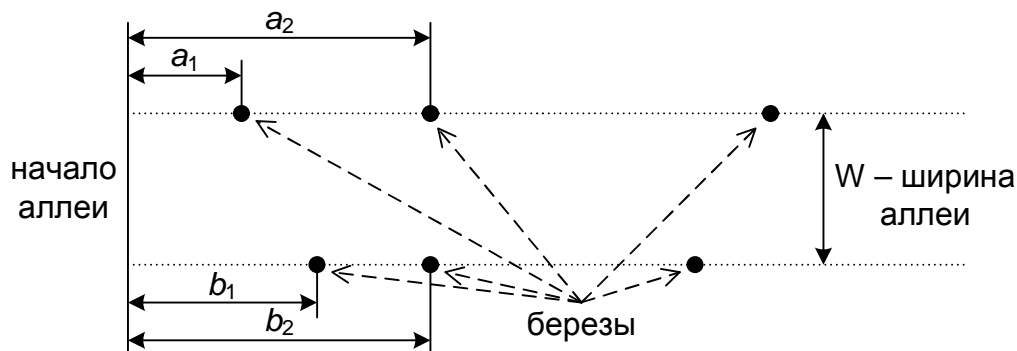 a2
a1
начало
аллеи
W – ширина
аллеи
b1
b2
березы